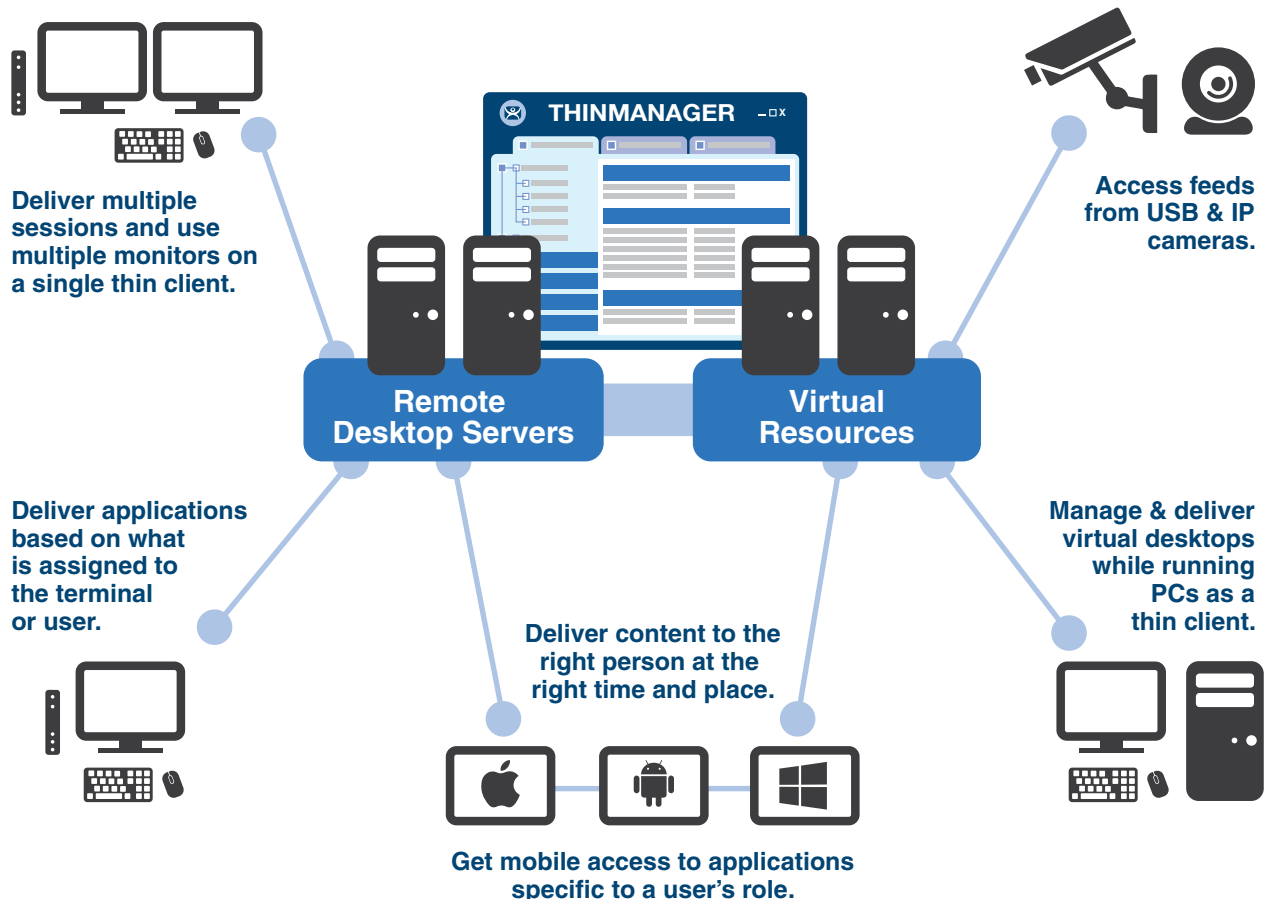 THINMANAGER
X
Deliver multiple
sessions and use
multiple monitors on
a single thin client.
Access feeds
from USB & IP
cameras.
Remote
Desktop Servers
Virtual
Resources
Deliver applications
based on what
is assigned to
the terminal
or user.
Manage & deliver
virtual desktops
while running
PCs as a
thin client.
Deliver content to the
right person at the
right time and place.
Get mobile access to applications
specific to a user’s role.